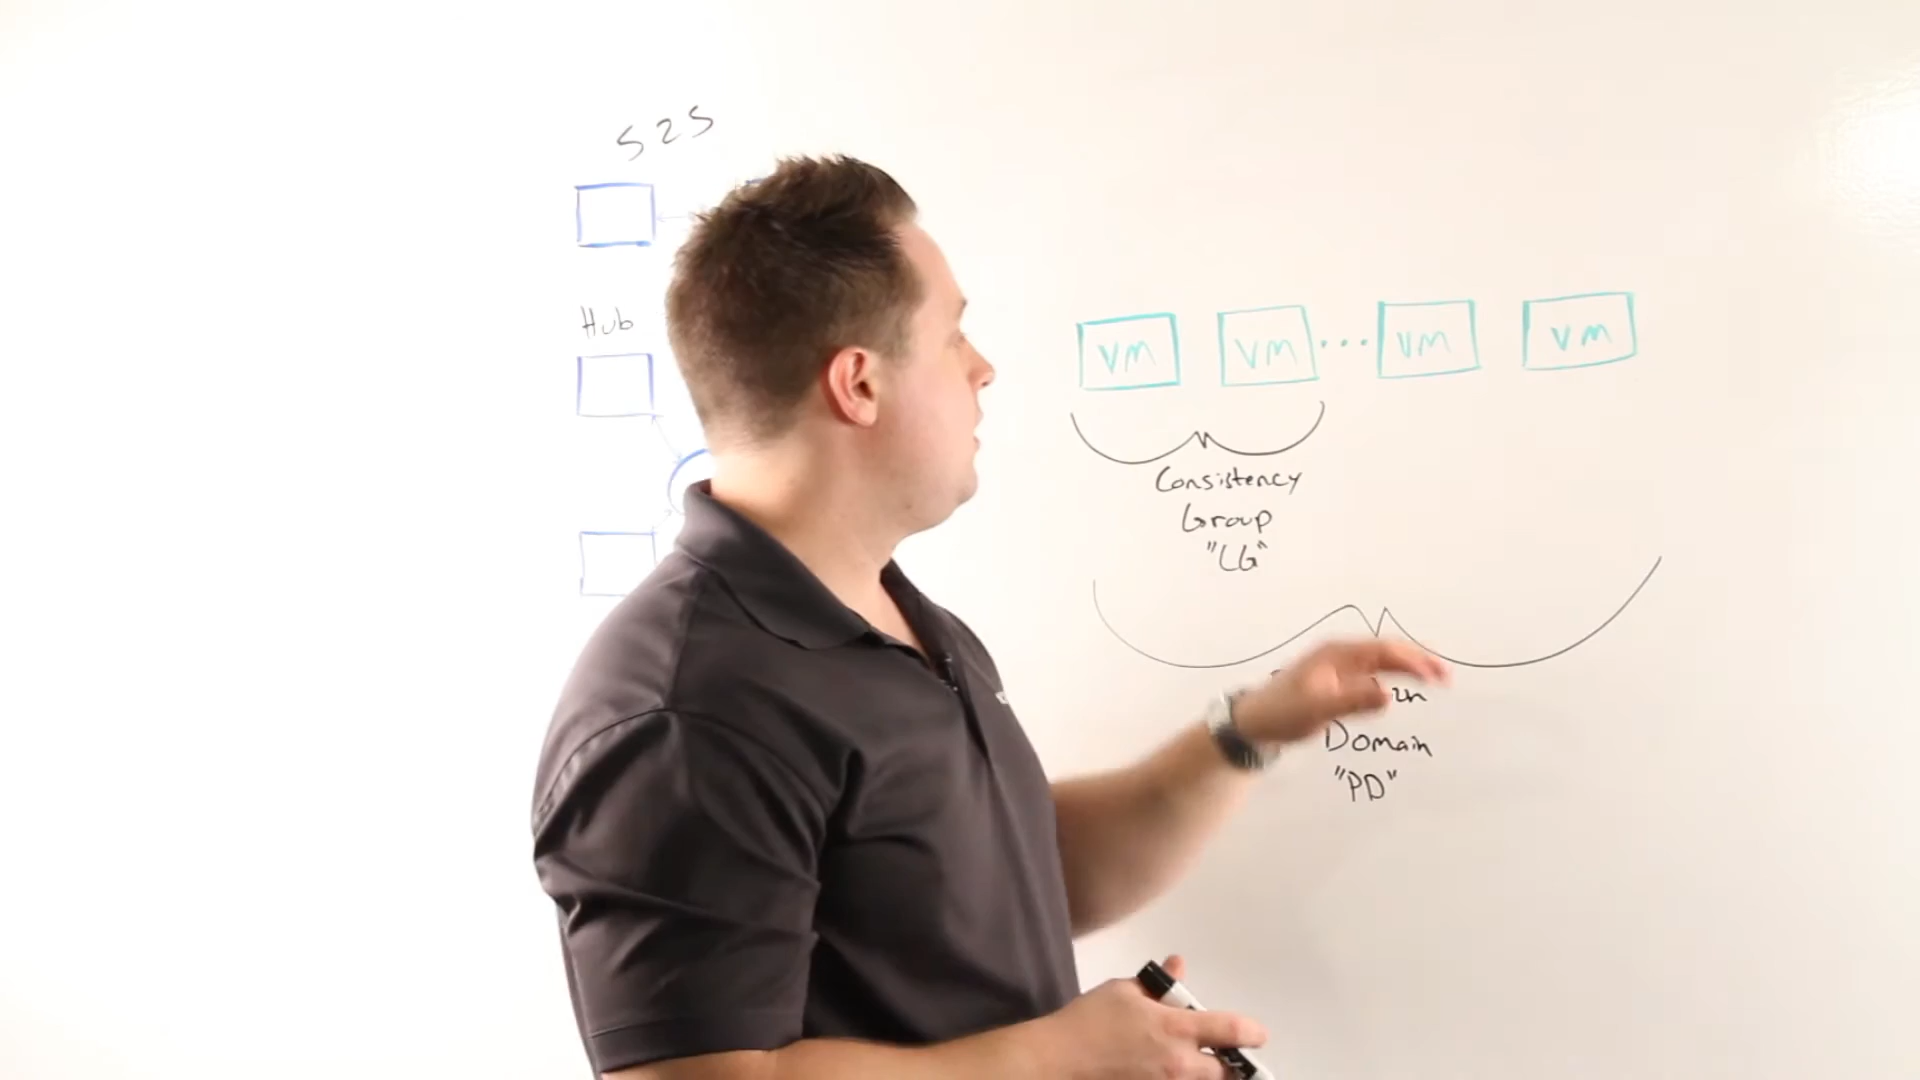 S2S
Hub
VM VM ... VM VM
Consistency
Group
"CG"
Domain
"PD"